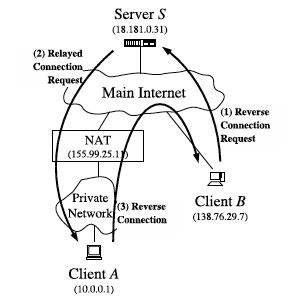 Server S
(18.181.0.31)
(2) Relayed
Connection
Request
Main Internet
(1) Reverse
Connection
Request
NAT
(155.99.25.11)
Private
Network
(3) Reverse
Connection
Client B
(138.76.29.7)
Client A
(10.0.0.1)